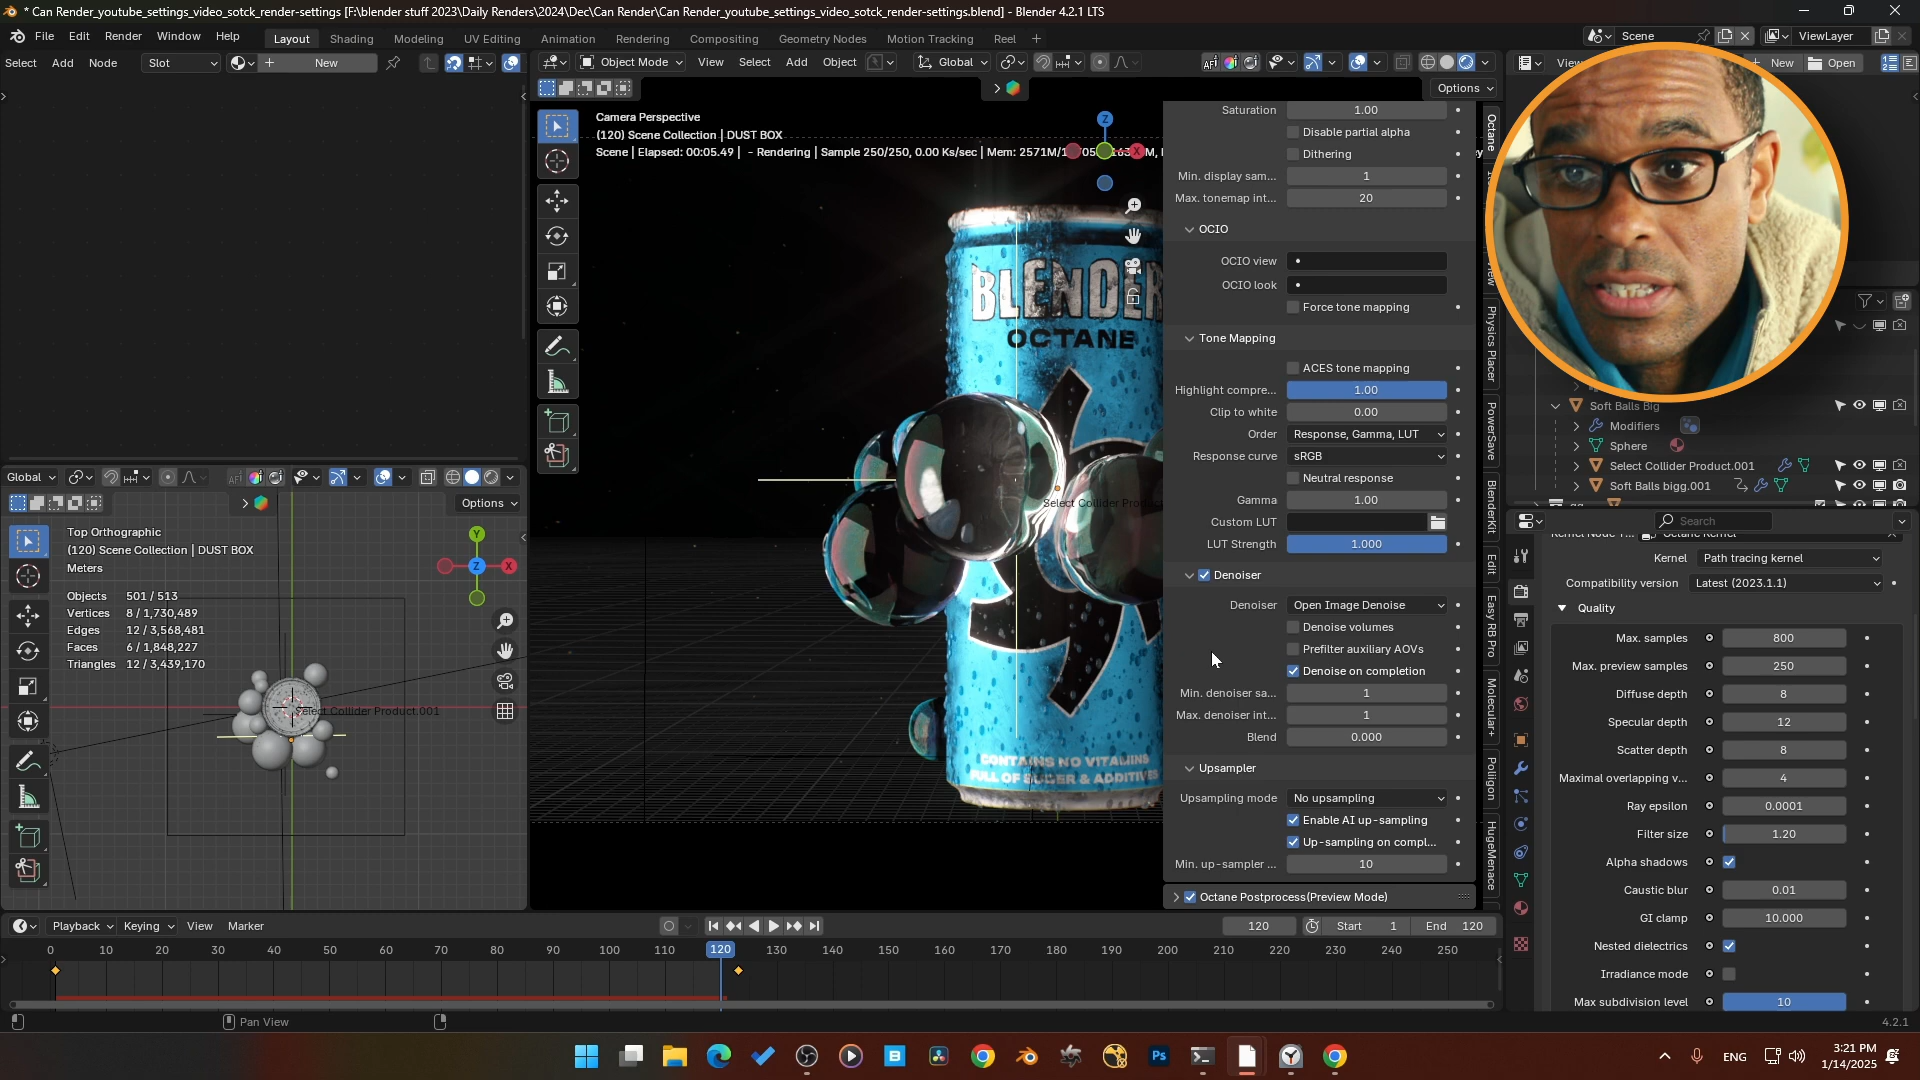 * Can Render_youtube_settings_video_sotck_render-settings [F:\blender stuff 2023\Daily Renders\2024\Dec\Can Render\Can Render_youtube_settings_video_sotck_render-settings.blend] - Blender 4.2.1 LTS
File Edit Render Window Help Layout Shading Modeling UV Editing Animation Rendering Compositing Geometry Nodes Motion Tracking Reel + Scene ViewLayer
Select Add Node Slot New Object Mode View Select Add Object Global New Open
Options
Camera Perspective
(120) Scene Collection | DUST BOX
Scene | Elapsed: 00:05.49 | - Rendering | Sample 250/250, 0.00 Ks/sec | Mem: 2571M/
Z
X
BLENDER
OCTANE
Select Collider Product
CONTAINS NO VITAMINS
FULL OF SUGER & ADDITIVES
Saturation 1.00
Disable partial alpha
Dithering
Min. display sam... 1
Max. tonemap int... 20
OCIO
OCIO view
OCIO look
Force tone mapping
Tone Mapping
ACES tone mapping
Highlight compre... 1.00
Clip to white 0.00
Order Response, Gamma, LUT
Response curve sRGB
Neutral response
Gamma 1.00
Custom LUT
LUT Strength 1.000
Denoiser
Denoiser Open Image Denoise
Denoise volumes
Prefilter auxiliary AOVs
Denoise on completion
Min. denoiser sa... 1
Max. denoiser int... 1
Blend 0.000
Upsampler
Upsampling mode No upsampling
Enable AI up-sampling
Up-sampling on compl...
Min. up-sampler ... 10
Octane Postprocess(Preview Mode)
Octane
Physics Placer
PowerSave
BlenderKit
Edit
Easy RB Pro
Molecular+
Poliigon
HugeMenace
Soft Balls Big
Modifiers
Sphere
Select Collider Product.001
Soft Balls bigg.001
Search
Kernel Path tracing kernel
Compatibility version Latest (2023.1.1)
Quality
Max. samples 800
Max. preview samples 250
Diffuse depth 8
Specular depth 12
Scatter depth 8
Maximal overlapping v... 4
Ray epsilon 0.0001
Filter size 1.20
Alpha shadows
Caustic blur 0.01
GI clamp 10.000
Nested dielectrics
Irradiance mode
Max subdivision level 10
Global
Options
Top Orthographic
(120) Scene Collection | DUST BOX
Meters
Objects 501 / 513
Vertices 8 / 1,730,489
Edges 12 / 3,568,481
Faces 6 / 1,848,227
Triangles 12 / 3,439,170
Y
Z
X
Select Collider Product.001
Playback Keying View Marker 120 Start 1 End 120
0 10 20 30 40 50 60 70 80 90 100 110 120 130 140 150 160 170 180 190 200 210 220 230 240 250
Pan View 4.2.1
Ps
ENG
3:21 PM
1/14/2025